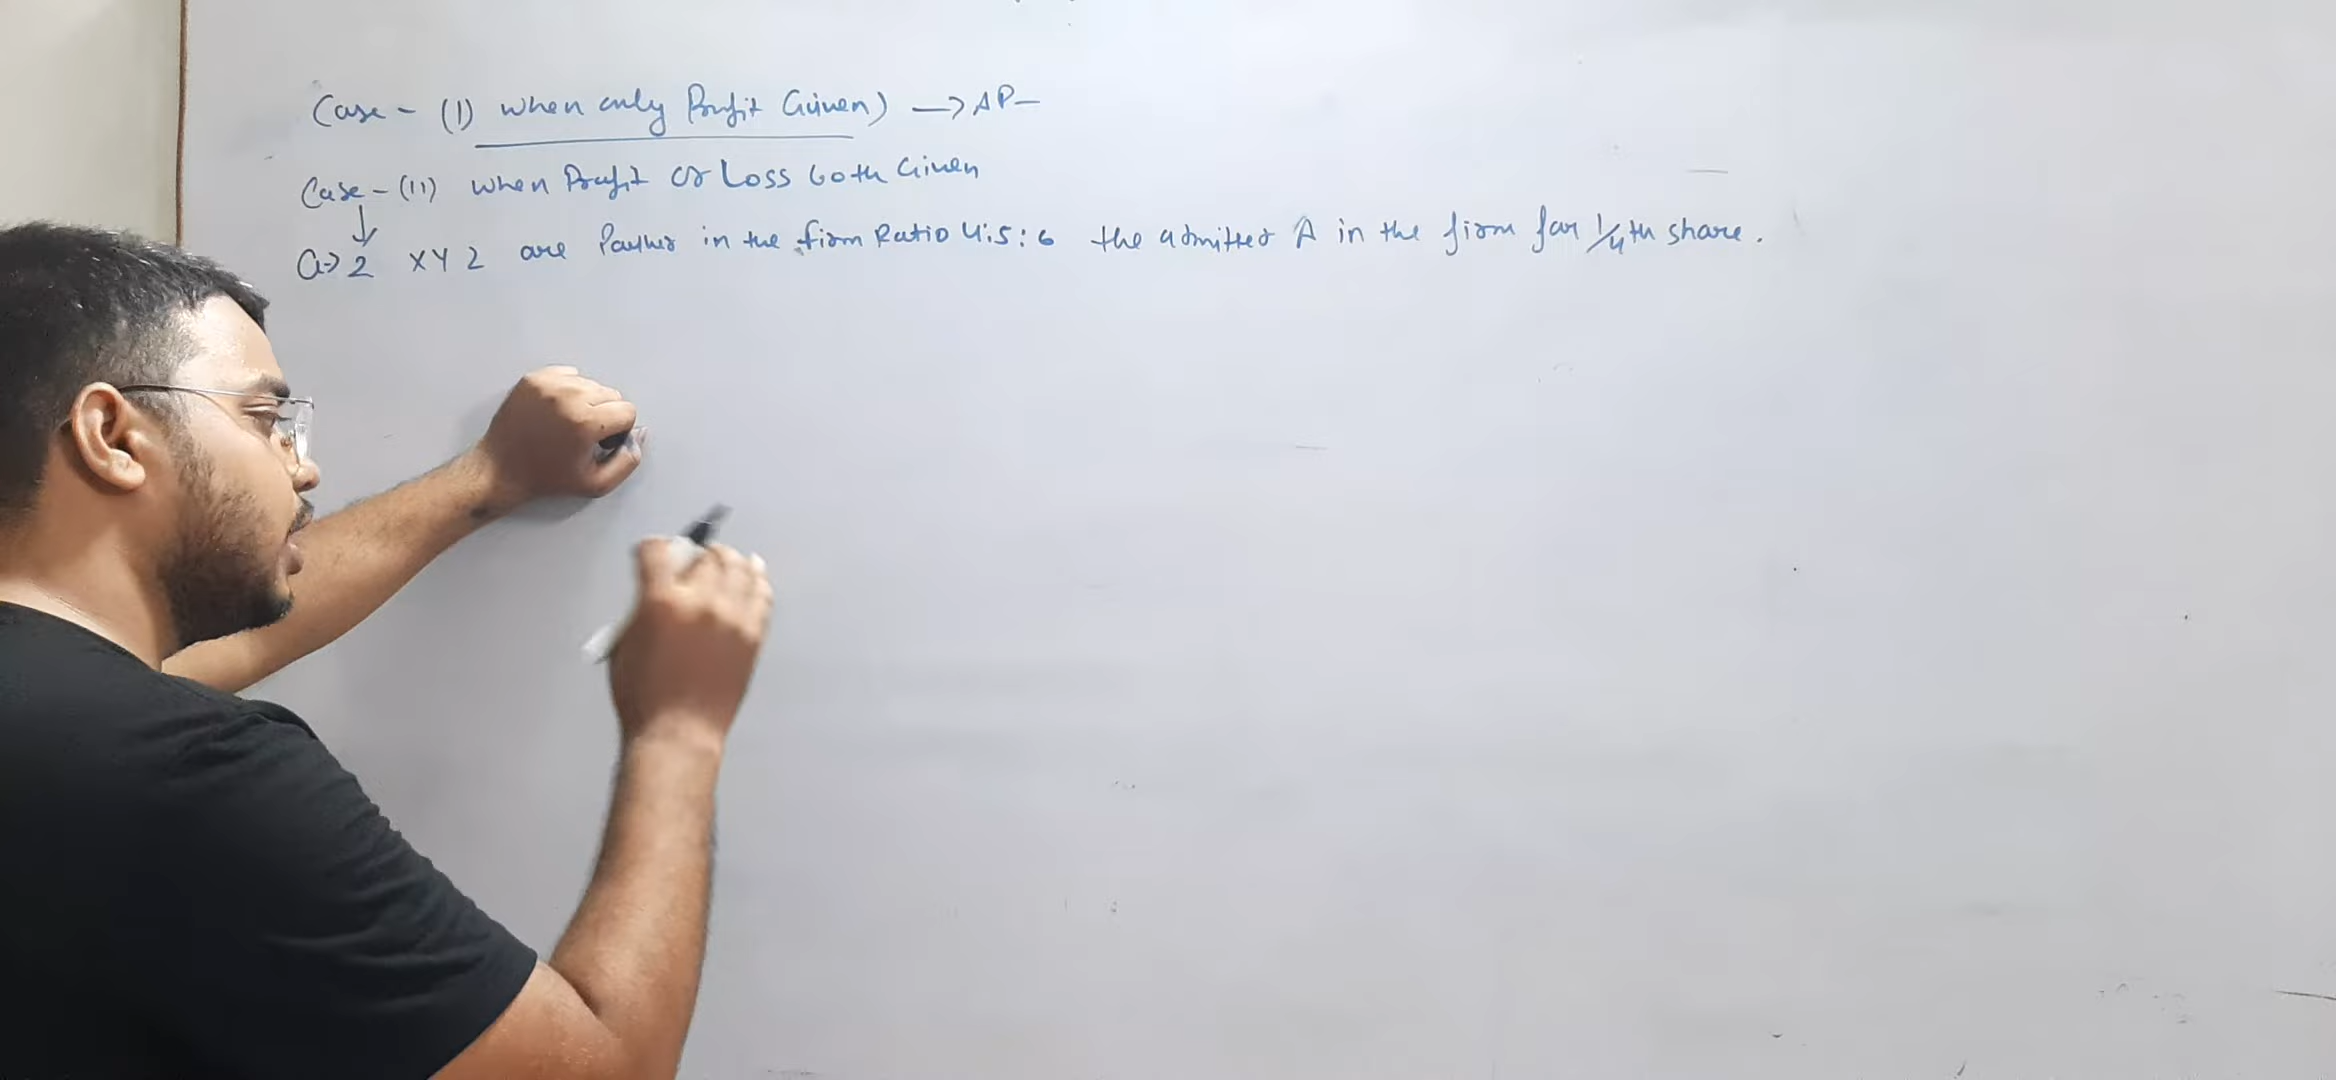 Case - (I) when only Profit Given) → AP-
Case - (II) when Profit or Loss both Given
Q→2 XYZ are Partner in the firm Ratio 4:5:6 the admitted A in the firm for 1/4th share.